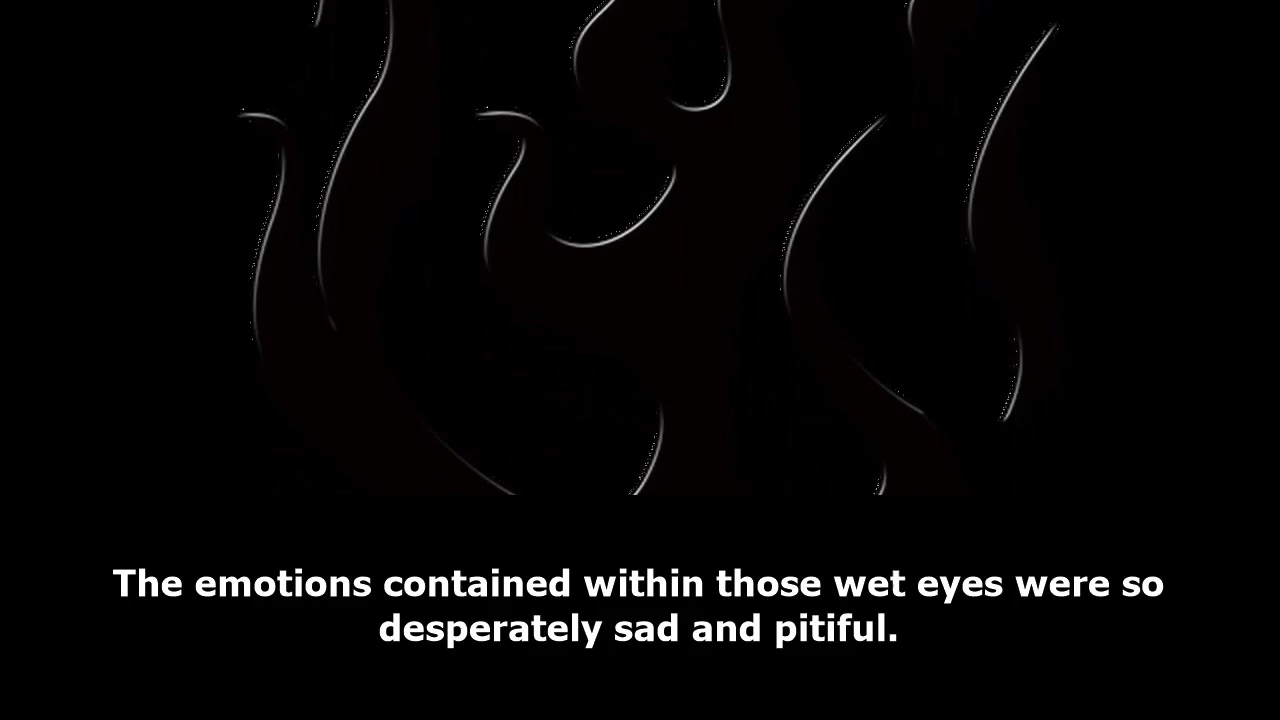 The emotions contained within those wet eyes were so
desperately sad and pitiful.